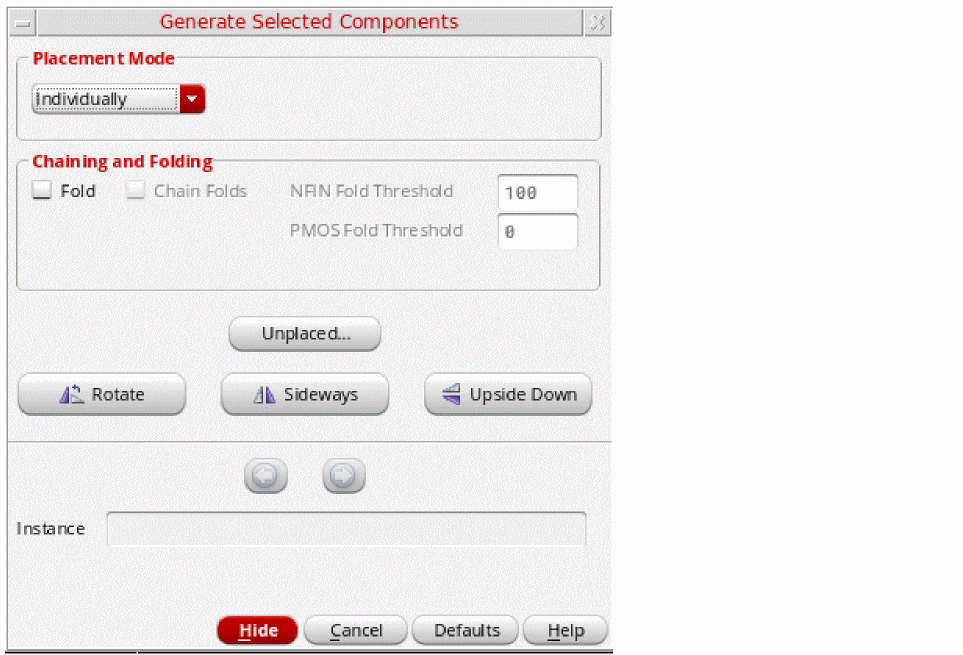 Generate Selected Components
Placement Mode
Individually
Chaining and Folding
Fold Chain Folds NFIN Fold Threshold 100
PMOS Fold Threshold 0
Unplaced...
Rotate Sideways Upside Down
Instance
Hide Cancel Defaults Help